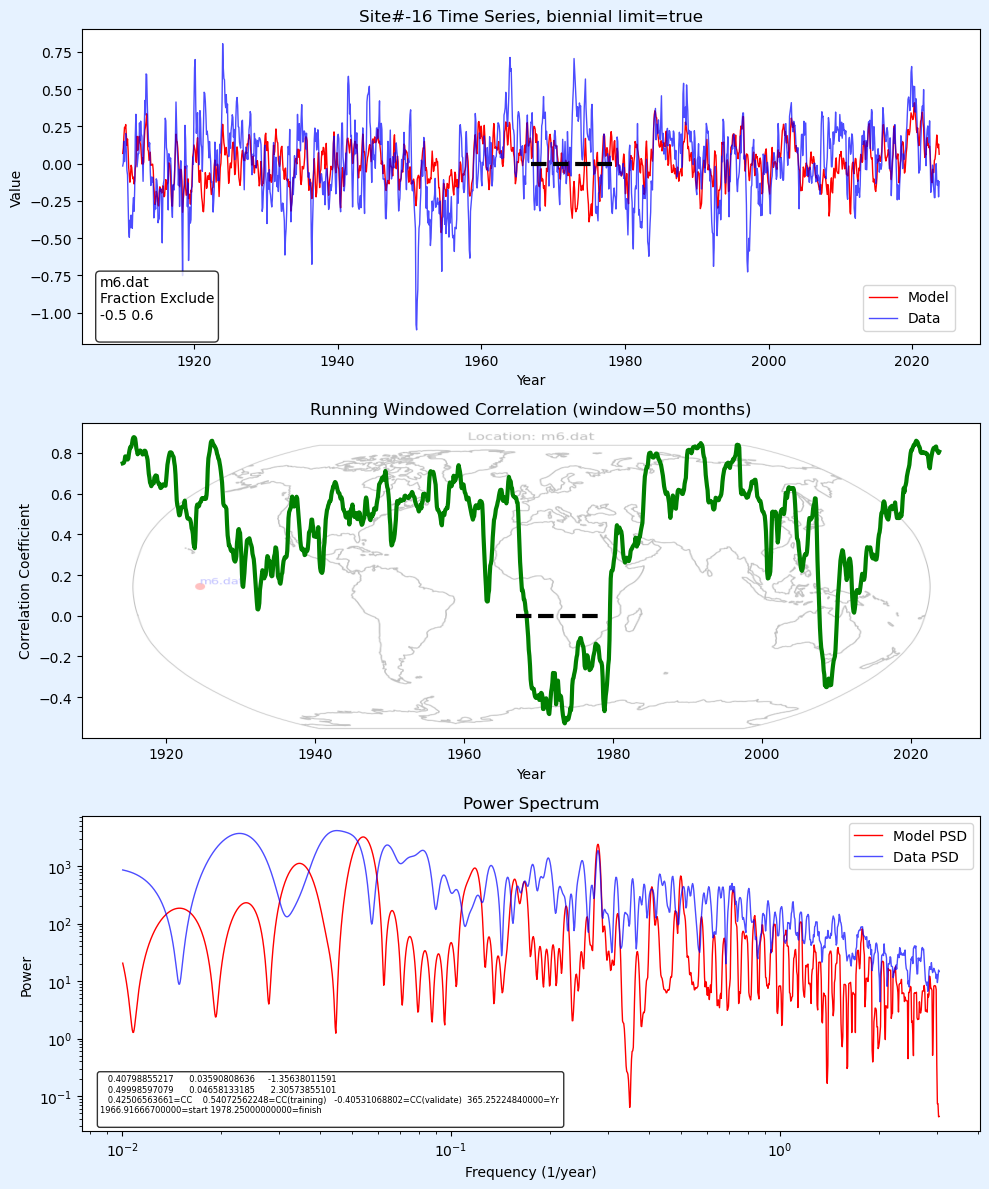 Site#-16 Time Series, biennial limit=true
Value
0.75
0.50
0.25
0.00
−0.25
−0.50
−0.75
−1.00
m6.dat
Fraction Exclude
-0.5 0.6
Model
Data
1920
1940
1960
1980
2000
2020
Year
Running Windowed Correlation (window=50 months)
Location: m6.dat
Correlation Coefficient
0.8
0.6
0.4
0.2
0.0
−0.2
−0.4
m6.dat
1920
1940
1960
1980
2000
2020
Year
Power Spectrum
Model PSD
Data PSD
Power
10³
10²
10¹
10⁰
10⁻¹
0.40798855217 0.03590808636 -1.35638011591
0.49998597079 0.04658133185 2.30573855101
0.42506563661=CC 0.54072562248=CC(training) -0.40531068802=CC(validate) 365.25224840000=Yr
1966.91666700000=start 1978.25000000000=finish
10⁻²
10⁻¹
10⁰
Frequency (1/year)